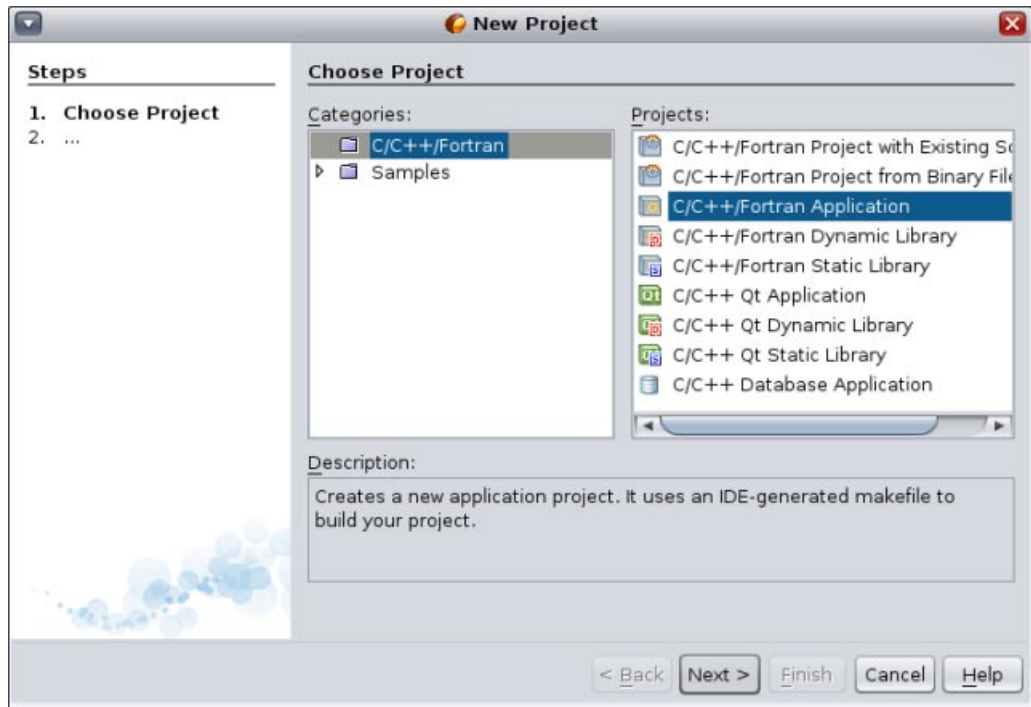 New Project
Steps
1. Choose Project
2. ...
Choose Project
Categories:
C/C++/Fortran
Samples
Projects:
C/C++/Fortran Project with Existing So
C/C++/Fortran Project from Binary File
C/C++/Fortran Application
C/C++/Fortran Dynamic Library
C/C++/Fortran Static Library
C/C++ Qt Application
C/C++ Qt Dynamic Library
C/C++ Qt Static Library
C/C++ Database Application
Description:
Creates a new application project. It uses an IDE-generated makefile to
build your project.
< Back Next > Finish Cancel Help